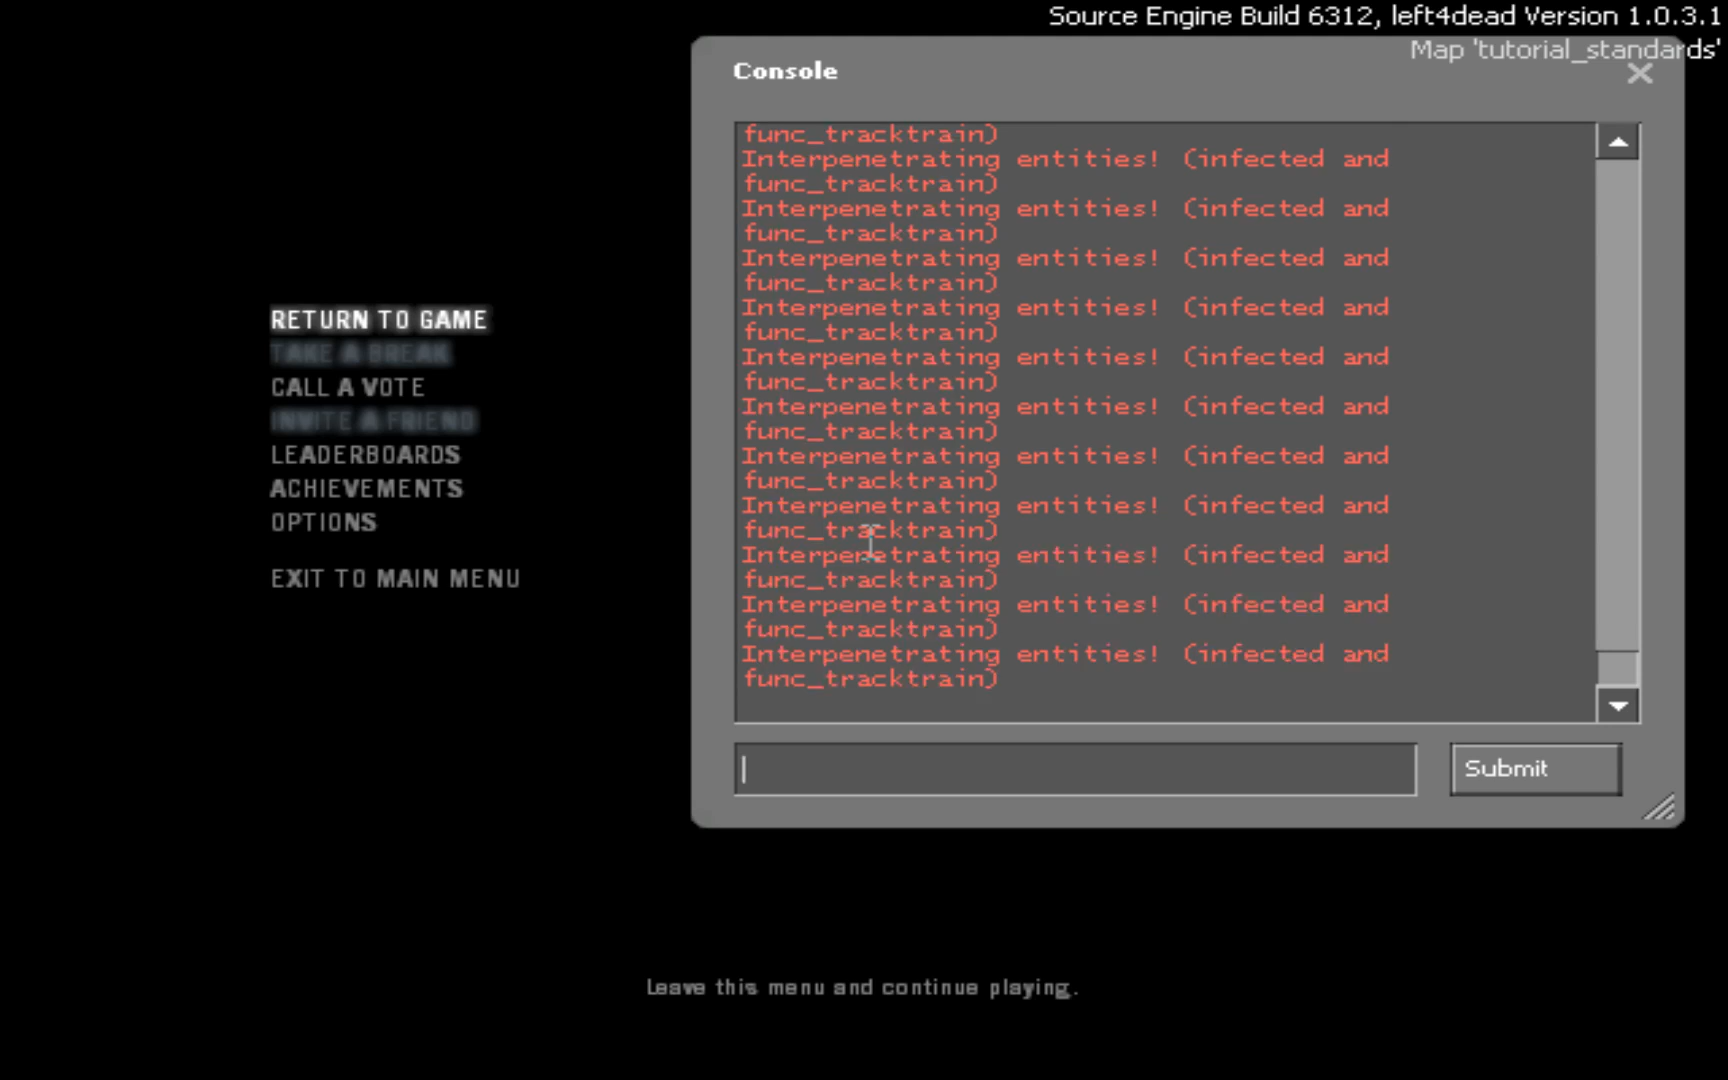 Source Engine Build 6312, left4dead Version 1.0.3.1
Map 'tutorial_standards'
Console
func_tracktrain)
Interpenetrating entities! (infected and
func_tracktrain)
Interpenetrating entities! (infected and
func_tracktrain)
Interpenetrating entities! (infected and
func_tracktrain)
Interpenetrating entities! (infected and
func_tracktrain)
Interpenetrating entities! (infected and
func_tracktrain)
Interpenetrating entities! (infected and
func_tracktrain)
Interpenetrating entities! (infected and
func_tracktrain)
Interpenetrating entities! (infected and
func_tracktrain)
Interpenetrating entities! (infected and
func_tracktrain)
Interpenetrating entities! (infected and
func_tracktrain)
Interpenetrating entities! (infected and
func_tracktrain)
Submit
RETURN TO GAME
TAKE A BREAK
CALL A VOTE
INVITE A FRIEND
LEADERBOARDS
ACHIEVEMENTS
OPTIONS
EXIT TO MAIN MENU
Leave this menu and continue playing.